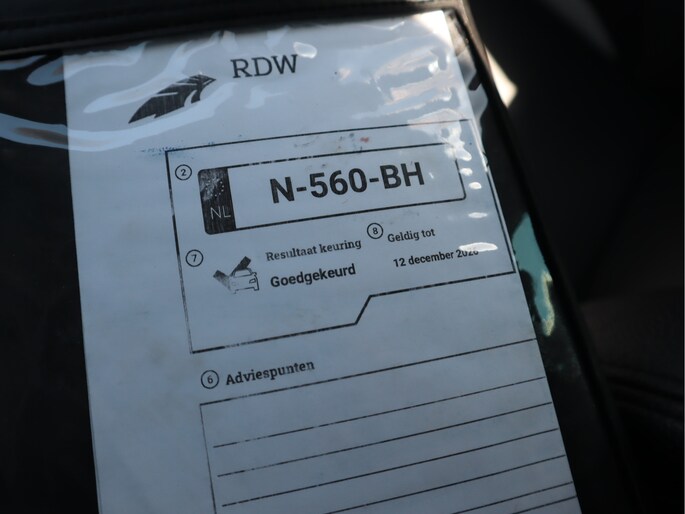 RDW
2
NL
N-560-BH
7
Resultaat keuring
Goedgekeurd
8
Geldig tot
12 december
6 Adviespunten